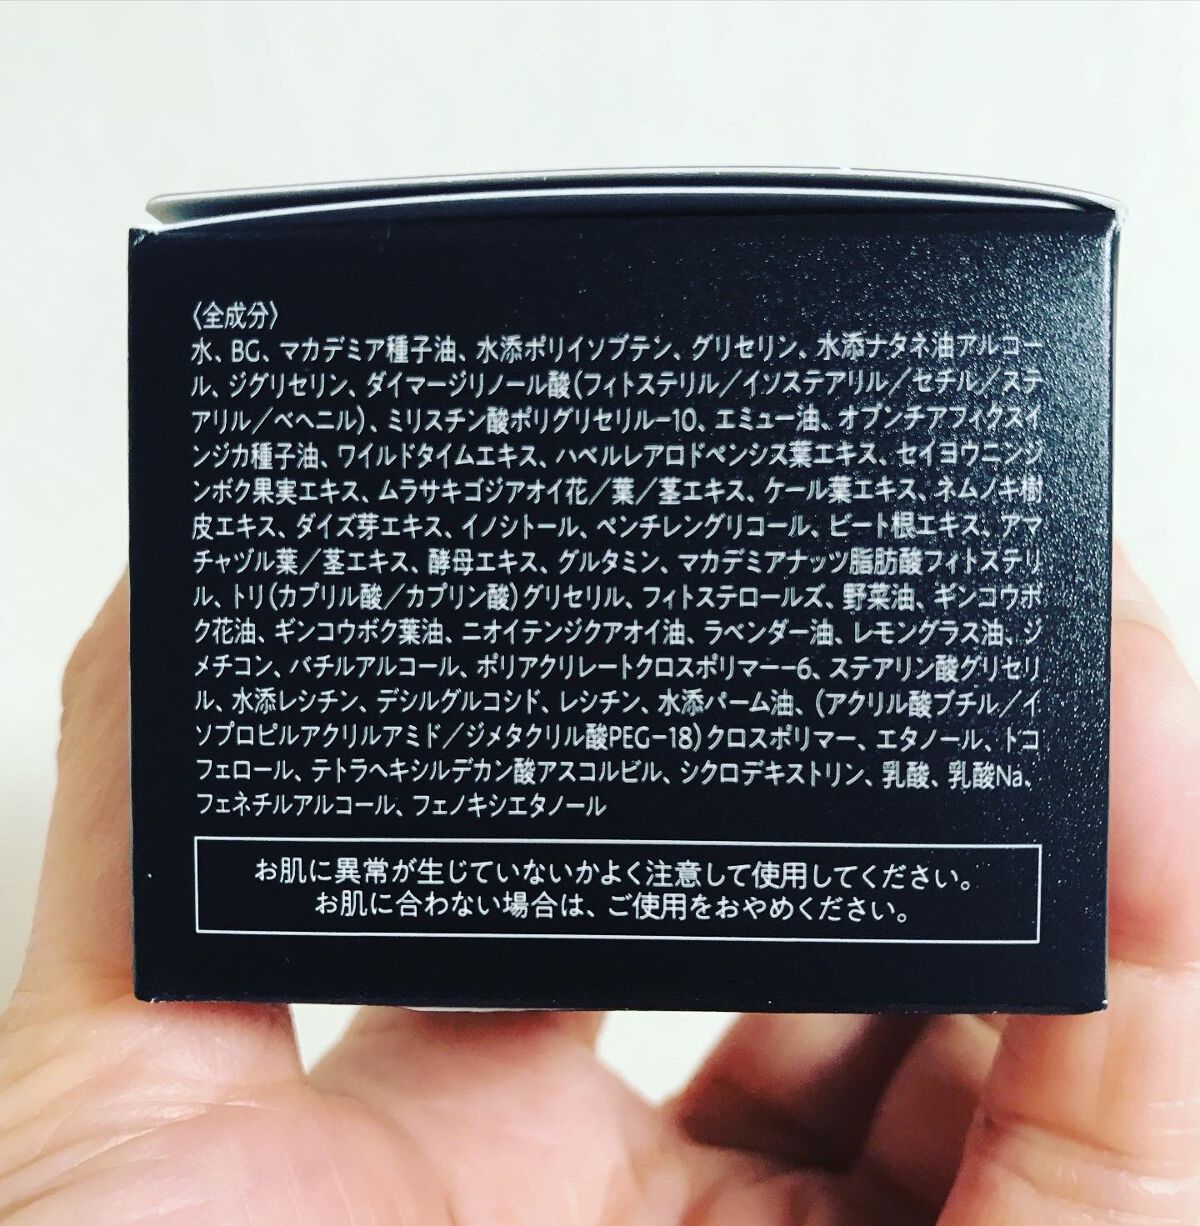 〈全成分〉
水、BG、マカデミア種子油、水添ポリイソブテン、グリセリン、水添ナタネ油アルコー
ル、ジグリセリン、ダイマージリノール酸(フィトステリル／イソステアリル／セチル／ステ
アリル／ベヘニル)、ミリスチン酸ポリグリセリル-10、エミュー油、オプンチアフィクスイ
ンジカ種子油、ワイルドタイムエキス、ハベルレアロドペンシス葉エキス、セイヨウニンジ
ンボク果実エキス、ムラサキゴジアオイ花／葉／茎エキス、ケール葉エキス、ネムノキ樹
皮エキス、ダイズ芽エキス、イノシトール、ペンチレングリコール、ビート根エキス、アマ
チャヅル葉／茎エキス、酵母エキス、グルタミン、マカデミアナッツ脂肪酸フィトステリ
ル、トリ(カプリル酸／カプリン酸)グリセリル、フィトステロールズ、野菜油、ギンコウボ
ク花油、ギンコウボク葉油、ニオイテンジクアオイ油、ラベンダー油、レモングラス油、ジ
メチコン、バチルアルコール、ポリアクリレートクロスポリマー-6、ステアリン酸グリセリ
ル、水添レシチン、デシルグルコシド、レシチン、水添パーム油、(アクリル酸ブチル／イ
ソプロピルアクリルアミド／ジメタクリル酸PEG-18)クロスポリマー、エタノール、トコ
フェロール、テトラヘキシルデカン酸アスコルビル、シクロデキストリン、乳酸、乳酸Na、
フェネチルアルコール、フェノキシエタノール
お肌に異常が生じていないかよく注意して使用してください。
お肌に合わない場合は、ご使用をおやめください。